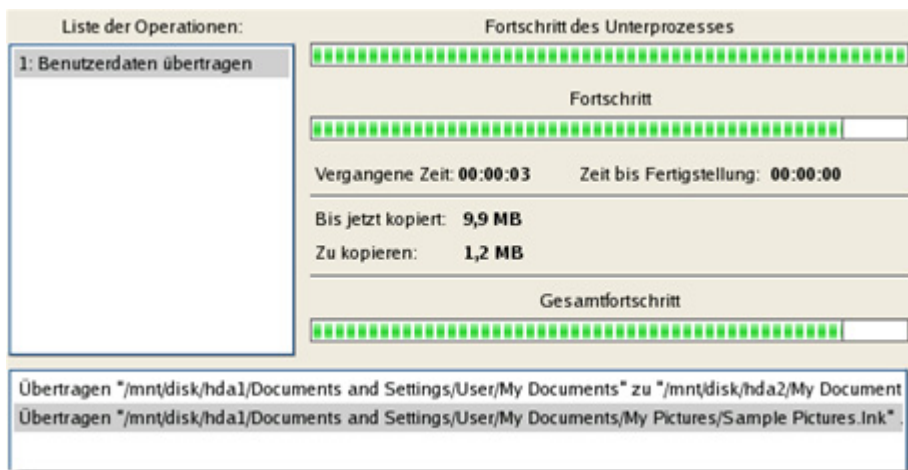 Liste der Operationen:
1: Benutzerdaten übertragen
Fortschritt des Unterprozesses
Fortschritt
Vergangene Zeit: 00:00:03 Zeit bis Fertigstellung: 00:00:00
Bis jetzt kopiert: 9,9 MB
Zu kopieren: 1,2 MB
Gesamtfortschritt
Übertragen "/mnt/disk/hda1/Documents and Settings/User/My Documents" zu "/mnt/disk/hda2/My Document
Übertragen "/mnt/disk/hda1/Documents and Settings/User/My Documents/My Pictures/Sample Pictures.lnk" .